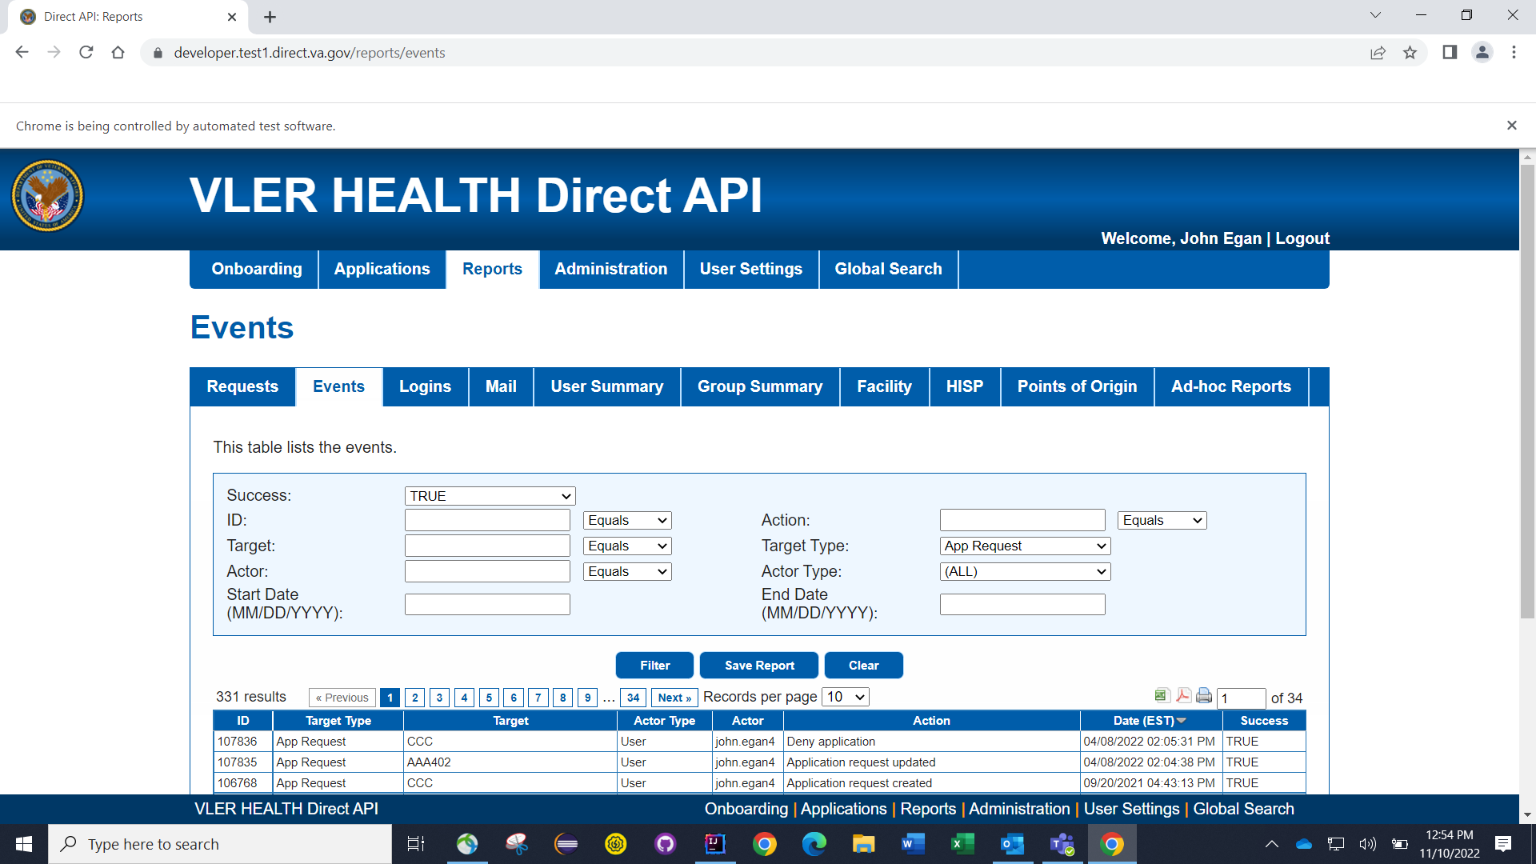 Direct API: Reports
developer.test1.direct.va.gov/reports/events
Chrome is being controlled by automated test software.
VLER HEALTH Direct API
Welcome, John Egan | Logout
Onboarding Applications Reports Administration User Settings Global Search
Events
Requests Events Logins Mail User Summary Group Summary Facility HISP Points of Origin Ad-hoc Reports
This table lists the events.
Success: TRUE
ID: Equals Action: Equals
Target: Equals Target Type: App Request
Actor: Equals Actor Type: (ALL)
Start Date (MM/DD/YYYY): End Date (MM/DD/YYYY):
Filter Save Report Clear
331 results « Previous 1 2 3 4 5 6 7 8 9 ... 34 Next » Records per page 10 1 of 34
ID Target Type Target Actor Type Actor Action Date (EST) Success
107836 App Request CCC User john.egan4 Deny application 04/08/2022 02:05:31 PM TRUE
107835 App Request AAA402 User john.egan4 Application request updated 04/08/2022 02:04:38 PM TRUE
106768 App Request CCC User john.egan4 Application request created 09/20/2021 04:43:13 PM TRUE
VLER HEALTH Direct API Onboarding | Applications | Reports | Administration | User Settings | Global Search
Type here to search
12:54 PM
11/10/2022